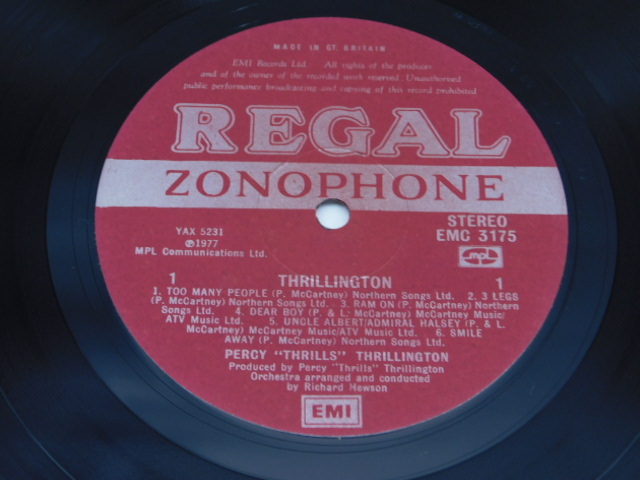 MADE IN GT. BRITAIN
EMI Records Ltd. All rights of the producer
and of the owner of the recorded work reserved. Unauthorised
public performance broadcasting and copying of this record prohibited
REGAL
ZONOPHONE
YAX 5231
℗1977
MPL Communications Ltd.
STEREO
EMC 3175
mpl
1 THRILLINGTON 1
1. TOO MANY PEOPLE (P. McCartney) Northern Songs Ltd. 2. 3 LEGS
(P. McCartney) Northern Songs Ltd. 3. RAM ON (P. McCartney) Northern
Songs Ltd. 4. DEAR BOY (P. & L. McCartney) McCartney Music/
ATV Music Ltd. 5. UNCLE ALBERT/ADMIRAL HALSEY (P. & L.
McCartney) McCartney Music/ATV Music Ltd. 6. SMILE
AWAY (P. McCartney) Northern Songs Ltd.
PERCY "THRILLS" THRILLINGTON
Produced by Percy "Thrills" Thrillington
Orchestra arranged and conducted
by Richard Hewson
EMI